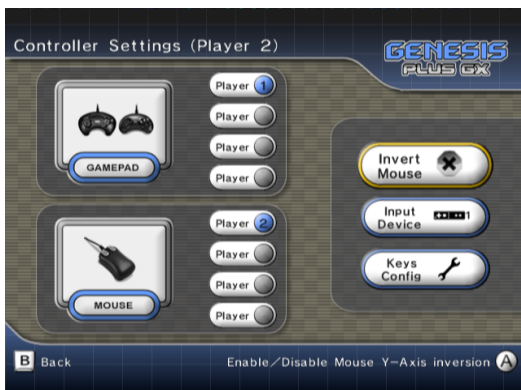 Controller Settings (Player 2)
GENESIS
PLUS GX
GAMEPAD
Player 1
Player
Player
Player
MOUSE
Player 2
Player
Player
Player
Invert
Mouse
Input
Device
1
Keys
Config
B Back
Enable/Disable Mouse Y-Axis inversion A